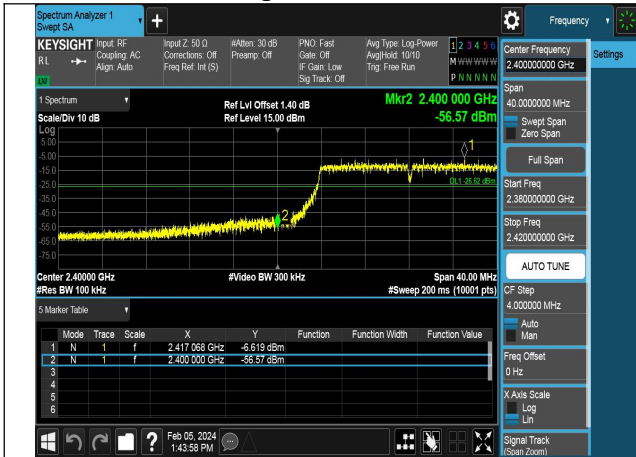 Spectrum Analyzer 1
Swept SA
+
Frequency
KEYSIGHT
RL
Input: RF
Coupling: AC
Align: Auto
Input Z: 50 Ω
Corrections: Off
Freq Ref: Int (S)
#Atten: 30 dB
Preamp: Off
PNO: Fast
Gate: Off
IF Gain: Low
Sig Track: Off
Avg Type: Log-Power
Avg|Hold: 10/10
Trig: Free Run
1 2 3 4 5 6
M W W W W W
P N N N N N
Center Frequency
2.400000000 GHz
Settings
Span
40.0000000 MHz
Swept Span
Zero Span
Full Span
Start Freq
2.380000000 GHz
Stop Freq
2.420000000 GHz
AUTO TUNE
CF Step
4.000000 MHz
Auto
Man
Freq Offset
0 Hz
X Axis Scale
Log
Lin
Signal Track
(Span Zoom)
1 Spectrum
Scale/Div 10 dB
Ref Lvl Offset 1.40 dB
Ref Level 15.00 dBm
Mkr2 2.400 000 GHz
-56.57 dBm
Log
5.00
-5.00
-15.0
-25.0
-35.0
-45.0
-55.0
-65.0
-75.0
1
DL1 -26.62 dBm
2
Center 2.40000 GHz
#Video BW 300 kHz
Span 40.00 MHz
#Res BW 100 kHz
#Sweep 200 ms (10001 pts)
5 Marker Table
Mode Trace Scale X Y Function Function Width Function Value
1 N 1 f 2.417 068 GHz -6.619 dBm
2 N 1 f 2.400 000 GHz -56.57 dBm
3
4
5
6
?
Feb 05, 2024
1:43:58 PM